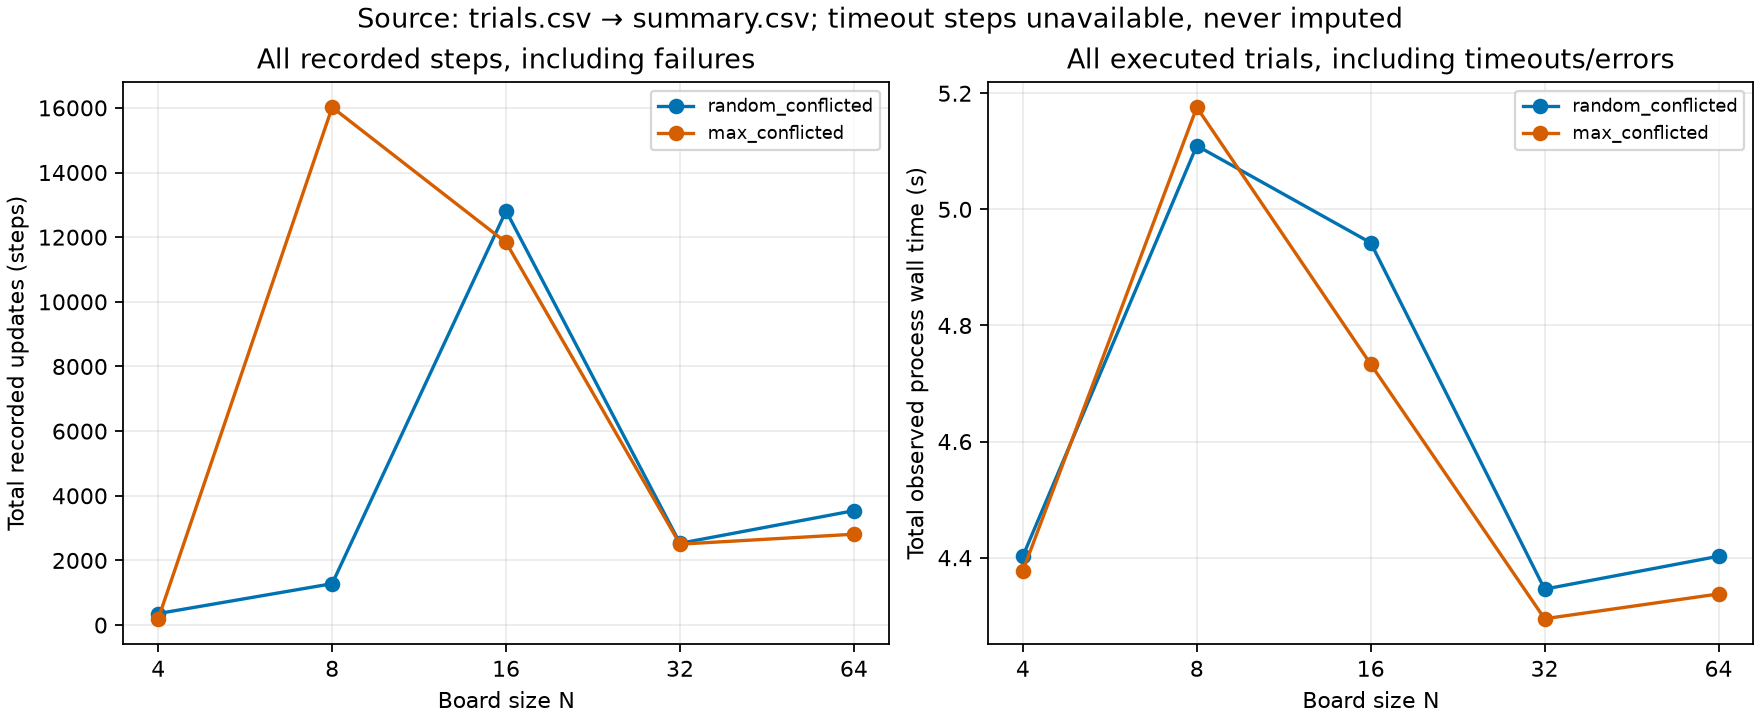 Source: trials.csv → summary.csv; timeout steps unavailable, never imputed
All recorded steps, including failures
Total recorded updates (steps)
16000
14000
12000
10000
8000
6000
4000
2000
0
random_conflicted
max_conflicted
4
8
16
32
64
Board size N
All executed trials, including timeouts/errors
Total observed process wall time (s)
5.2
5.0
4.8
4.6
4.4
random_conflicted
max_conflicted
4
8
16
32
64
Board size N